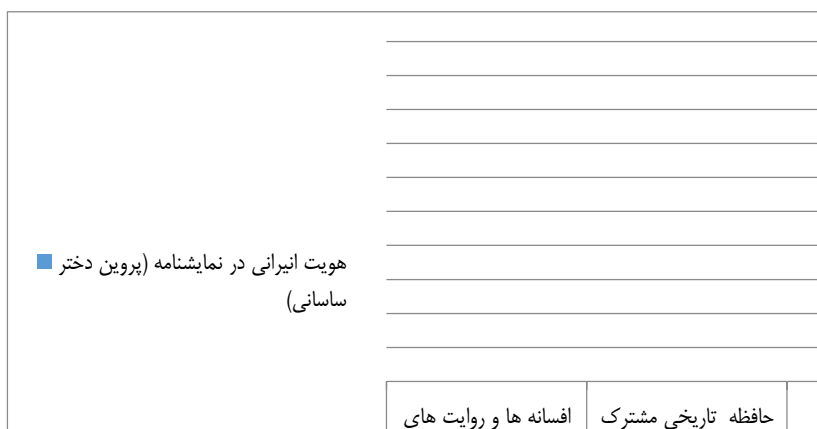 هویت انیرانی در نمایشنامه (پروین دختر
ساسانی)
حافظه تاریخی مشترک
افسانه ها و روایت های